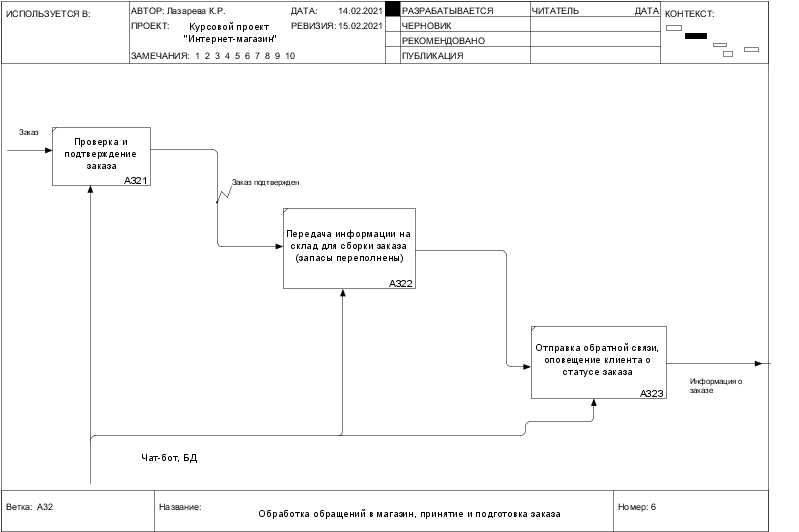 ИСПОЛЬЗУЕТСЯ В:
АВТОР: Лазарева К.Р.
ДАТА: 14.02.2021
ПРОЕКТ: Курсовой проект
"Интернет-магазин"
РЕВИЗИЯ: 15.02.2021
ЗАМЕЧАНИЯ: 1 2 3 4 5 6 7 8 9 10
РАЗРАБАТЫВАЕТСЯ
ЧЕРНОВИК
РЕКОМЕНДОВАНО
ПУБЛИКАЦИЯ
ЧИТАТЕЛЬ ДАТА
КОНТЕКСТ:
Заказ
Проверка и
подтверждение
заказа
A321
Заказ подтвержден
Передача информации на
склад для сборки заказа
(запасы переполнены)
A322
Отправка обратной связи,
оповещение клиента о
статусе заказа
A323
Информация о
заказе
Чат-бот, БД
Ветка: A32
Название:
Обработка обращений в магазин, принятие и подготовка заказа
Номер: 6